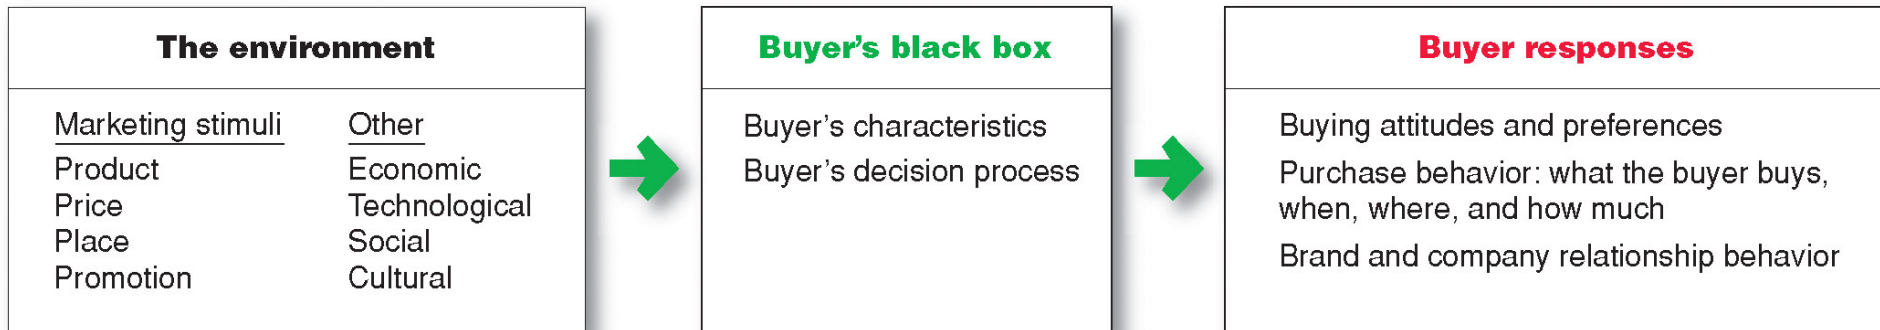 The environment
Marketing stimuli
Product
Price
Place
Promotion
Other
Economic
Technological
Social
Cultural
Buyer's black box
Buyer's characteristics
Buyer's decision process
Buyer responses
Buying attitudes and preferences
Purchase behavior: what the buyer buys,
when, where, and how much
Brand and company relationship behavior